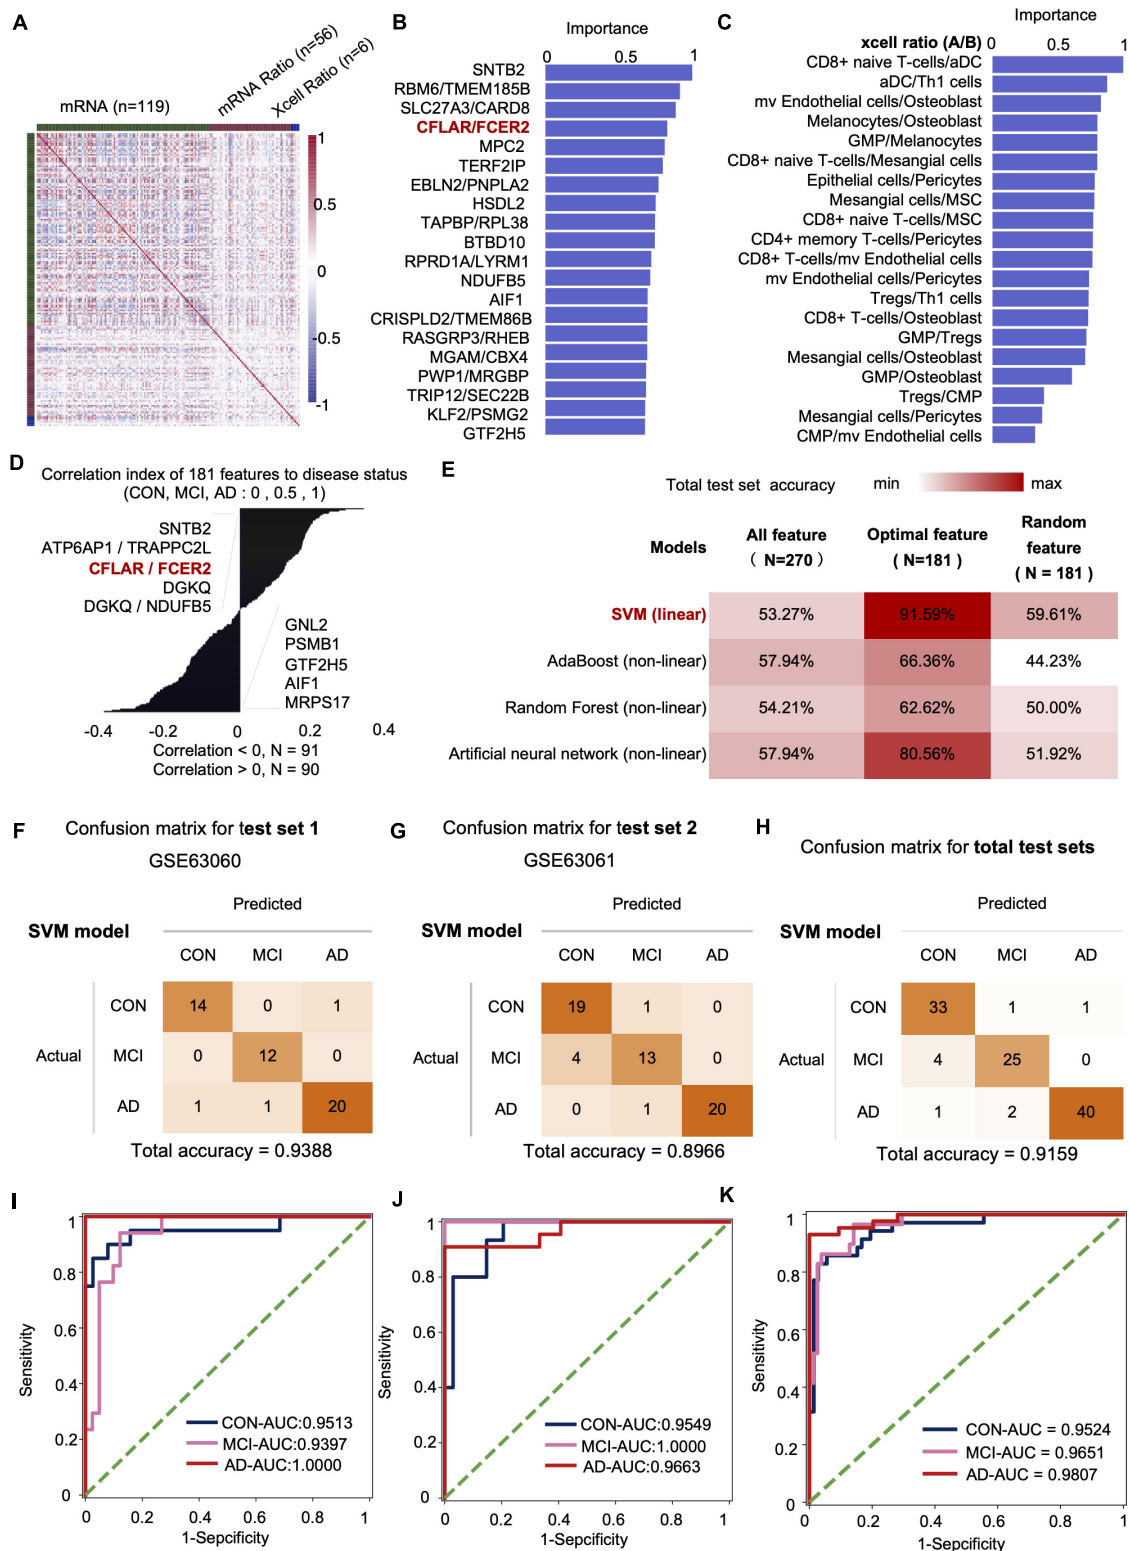 A
mRNA (n=119)
mRNA Ratio (n=56)
Xcell Ratio (n=6)
1
0.5
0
-0.5
-1
B
Importance
0
0.5
1
SNTB2
RBM6/TMEM185B
SLC27A3/CARD8
CFLAR/FCER2
MPC2
TERF2IP
EBLN2/PNPLA2
HSDL2
TAPBP/RPL38
BTBD10
RPRD1A/LYRM1
NDUFB5
AIF1
CRISPLD2/TMEM86B
RASGRP3/RHEB
MGAM/CBX4
PWP1/MRGBP
TRIP12/SEC22B
KLF2/PSMG2
GTF2H5
C
Importance
xcell ratio (A/B)
0
0.5
1
CD8+ naive T-cells/aDC
aDC/Th1 cells
mv Endothelial cells/Osteoblast
Melanocytes/Osteoblast
GMP/Melanocytes
CD8+ naive T-cells/Mesangial cells
Epithelial cells/Pericytes
Mesangial cells/MSC
CD8+ naive T-cells/MSC
CD4+ memory T-cells/Pericytes
CD8+ T-cells/mv Endothelial cells
mv Endothelial cells/Pericytes
Tregs/Th1 cells
CD8+ T-cells/Osteoblast
GMP/Tregs
Mesangial cells/Osteoblast
GMP/Osteoblast
Tregs/CMP
Mesangial cells/Pericytes
CMP/mv Endothelial cells
D
Correlation index of 181 features to disease status
(CON, MCI, AD : 0 , 0.5 , 1)
SNTB2
ATP6AP1 / TRAPPC2L
CFLAR / FCER2
DGKQ
DGKQ / NDUFB5
GNL2
PSMB1
GTF2H5
AIF1
MRPS17
-0.4
-0.2
0
0.2
0.4
Correlation < 0, N = 91
Correlation > 0, N = 90
E
Total test set accuracy
min
max
Models
All feature
( N=270 )
Optimal feature
( N=181 )
Random
feature
( N = 181 )
SVM (linear)
53.27%
91.59%
59.61%
AdaBoost (non-linear)
57.94%
66.36%
44.23%
Random Forest (non-linear)
54.21%
62.62%
50.00%
Artificial neural network (non-linear)
57.94%
80.56%
51.92%
F
Confusion matrix for test set 1
GSE63060
Predicted
SVM model
CON
MCI
AD
Actual
CON
14
0
1
MCI
0
12
0
AD
1
1
20
Total accuracy = 0.9388
G
Confusion matrix for test set 2
GSE63061
Predicted
SVM model
CON
MCI
AD
Actual
CON
19
1
0
MCI
4
13
0
AD
0
1
20
Total accuracy = 0.8966
H
Confusion matrix for total test sets
Predicted
SVM model
CON
MCI
AD
Actual
CON
33
1
1
MCI
4
25
0
AD
1
2
40
Total accuracy = 0.9159
I
1
0.8
0.6
0.4
0.2
0
Sensitivity
CON-AUC:0.9513
MCI-AUC:0.9397
AD-AUC:1.0000
0
0.2
0.4
0.6
0.8
1
1-Sepcificity
J
1
0.8
0.6
0.4
0.2
0
Sensitivity
CON-AUC:0.9549
MCI-AUC:1.0000
AD-AUC:0.9663
0
0.2
0.4
0.6
0.8
1
1-Sepcificity
K
1
0.8
0.6
0.4
0.2
0
Sensitivity
CON-AUC = 0.9524
MCI-AUC = 0.9651
AD-AUC = 0.9807
0
0.2
0.4
0.6
0.8
1
1-Sepcificity